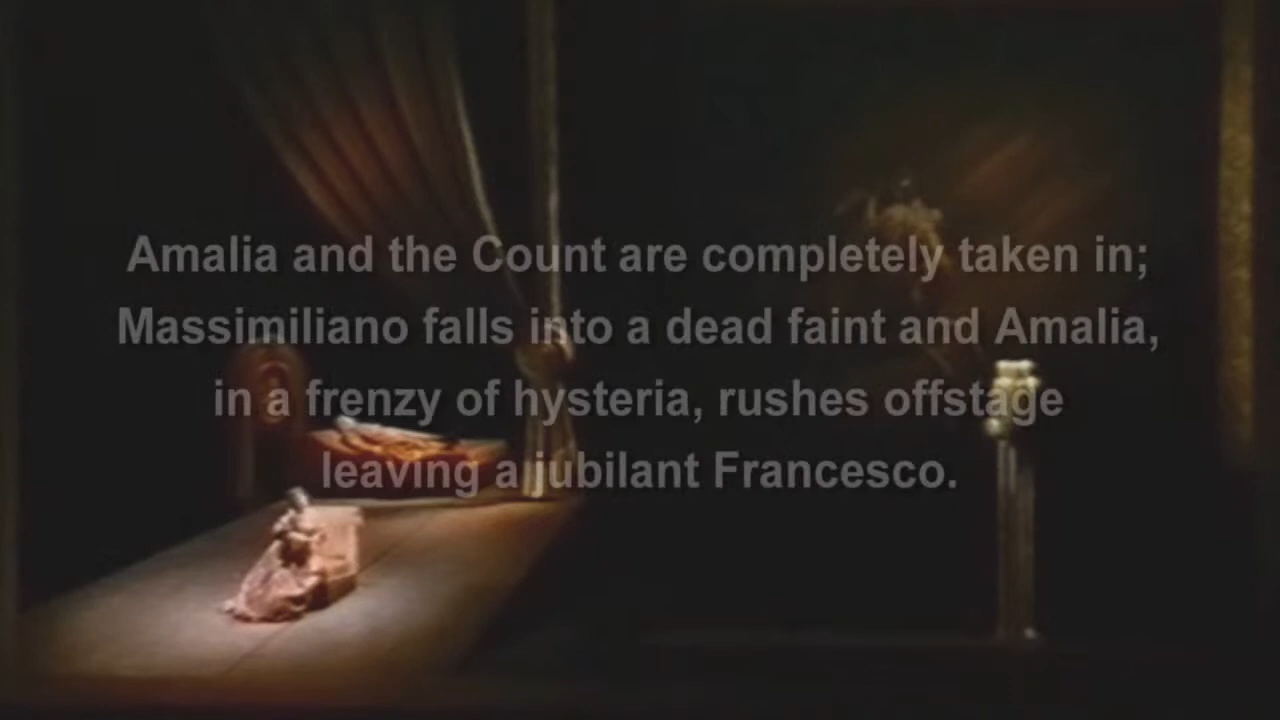 Amalia and the Count are completely taken in;
Massimiliano falls into a dead faint and Amalia,
in a frenzy of hysteria, rushes offstage
leaving a jubilant Francesco.